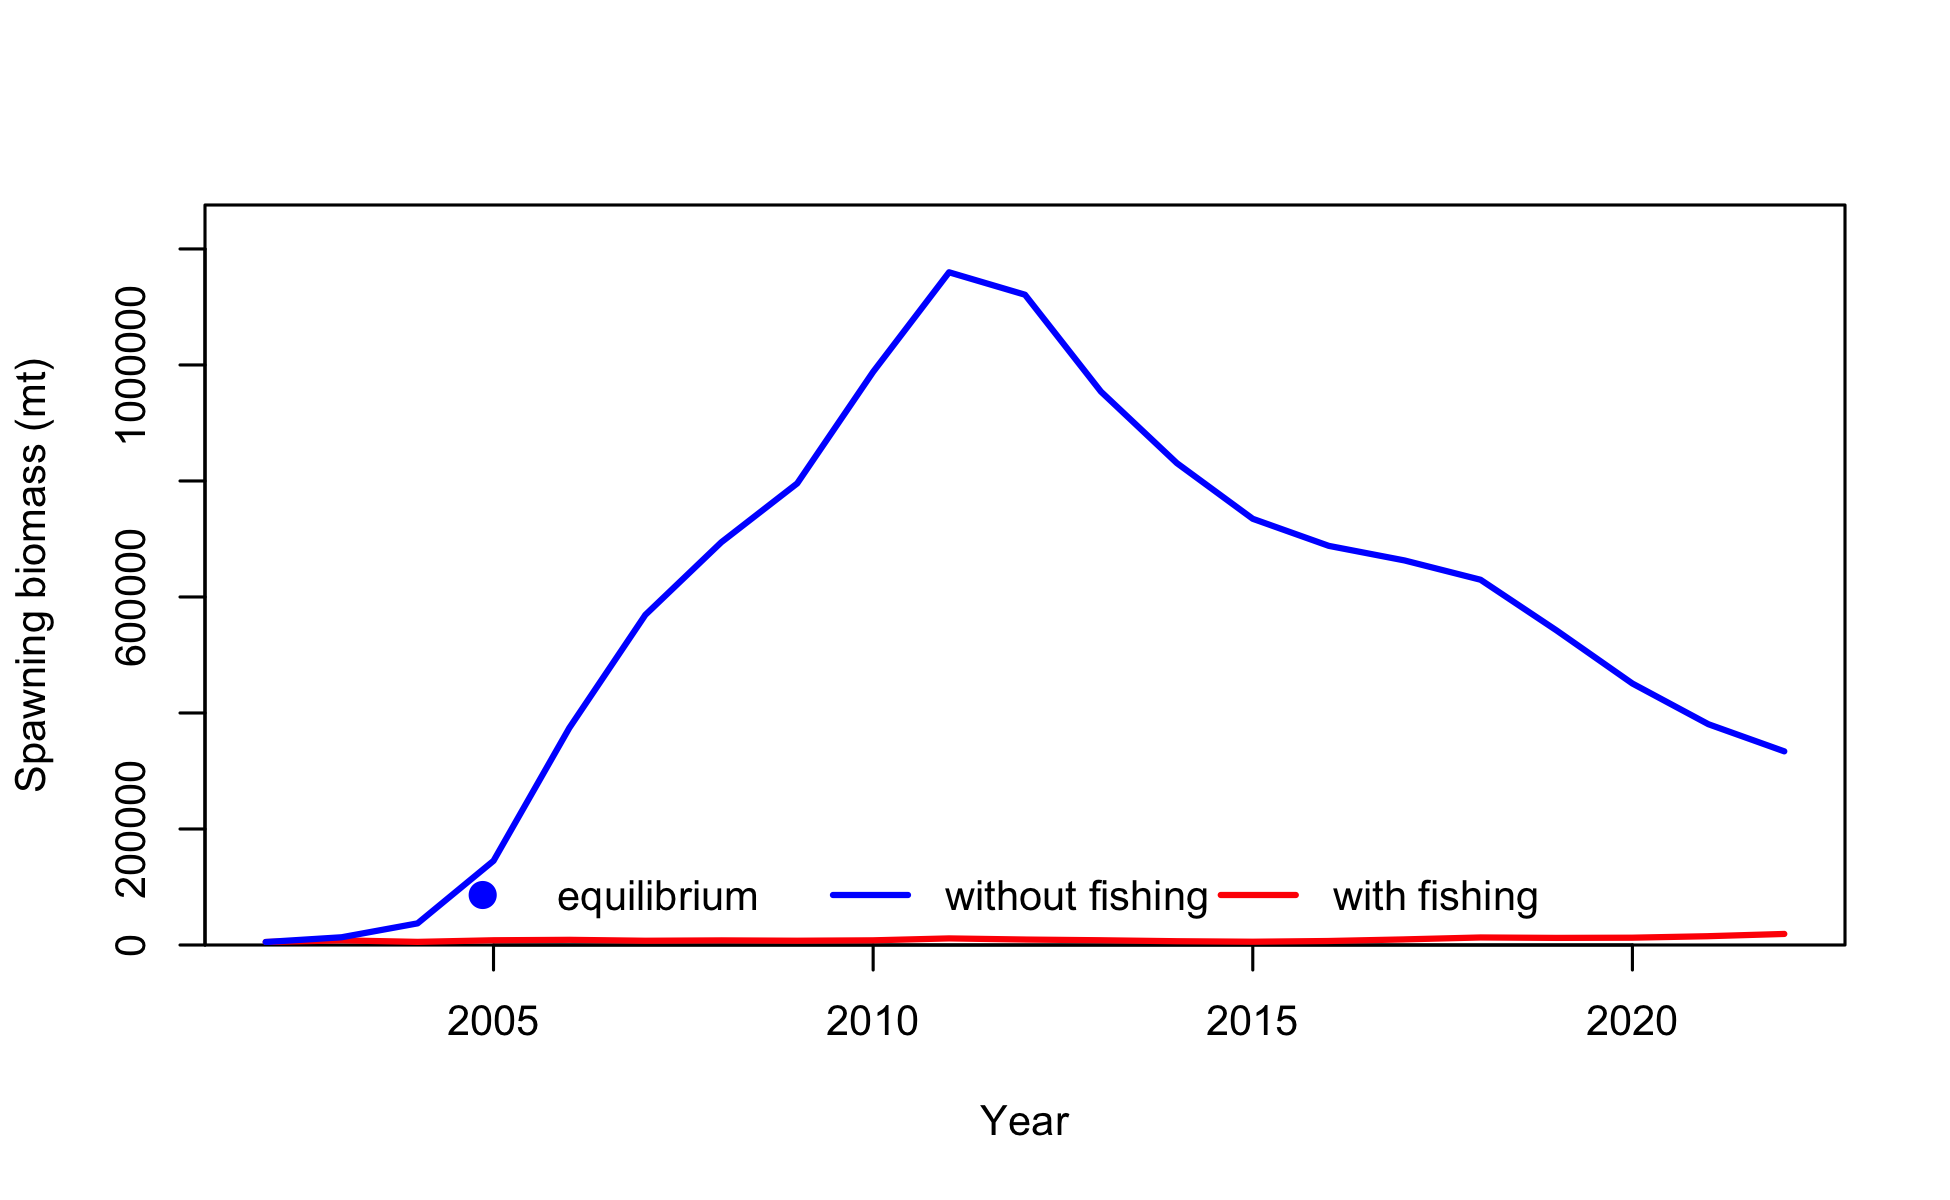 Spawning biomass (mt)
1000000
600000
200000
0
equilibrium without fishing with fishing
2005 2010 2015 2020
Year